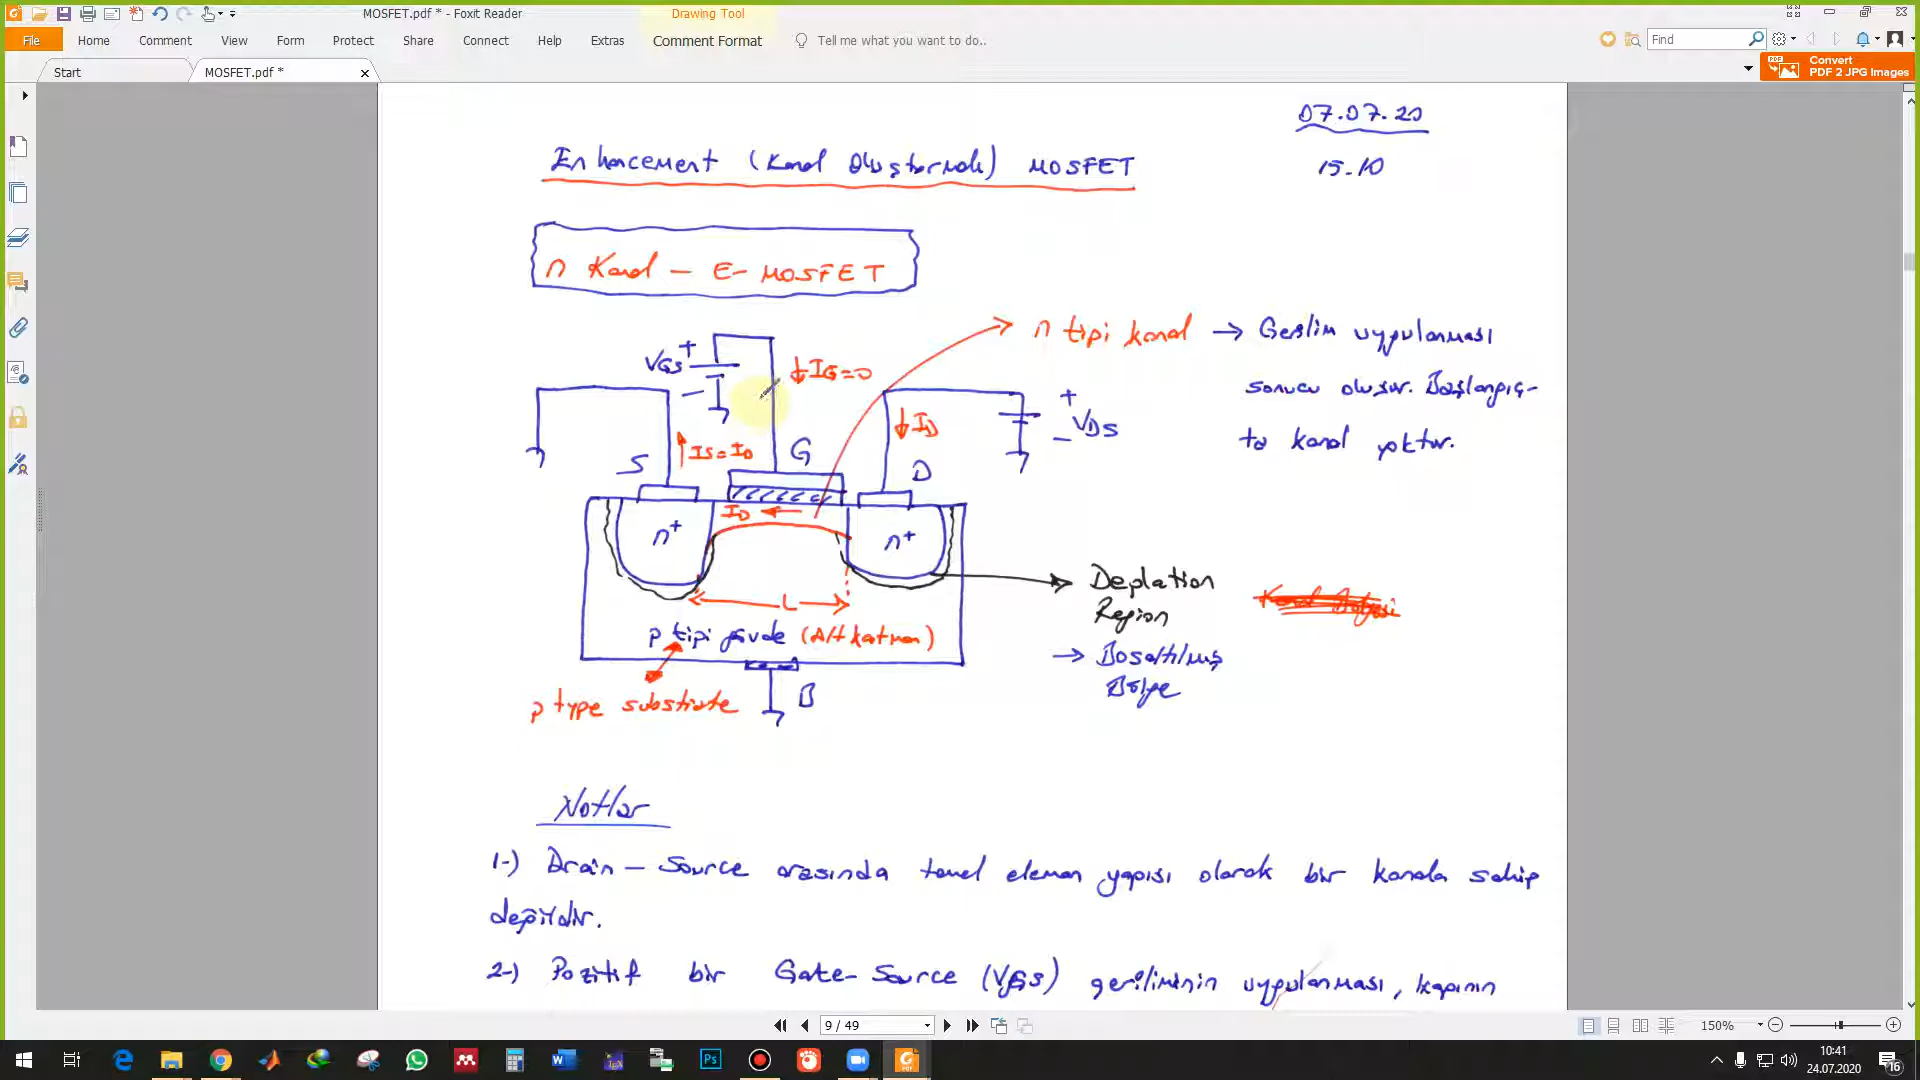 MOSFET.pdf * - Foxit Reader
Drawing Tool
File Home Comment View Form Protect Share Connect Help Extras Comment Format Tell me what you want to do.. Find
Start MOSFET.pdf * Convert PDF 2 JPG Images
07.07.20
15.10
Enhancement (Kanal Oluşturmalı) MOSFET
n Kanal - E- MOSFET
n tipi kanal → Gerilim uygulanması
sonucu oluşur. Başlangıç-
ta kanal yoktur.
VGS + -
↓ IG=0
↓ ID
+ VDS -
↑ IS=ID
S G D
ID ←
n+ n+
L
Deplation
Region
→ Boşaltılmış
Bölge
Kanal Bölgesi
p tipi gövde (Alt katman)
p type substrate
B
Notlar
1-) Drain - Source arasında temel eleman yapısı olarak bir kanala sahip
değildir.
2-) Pozitif bir Gate-Source (VGS) geriliminin uygulanması, kapının
9 / 49 150%
10:41
24.07.2020
16